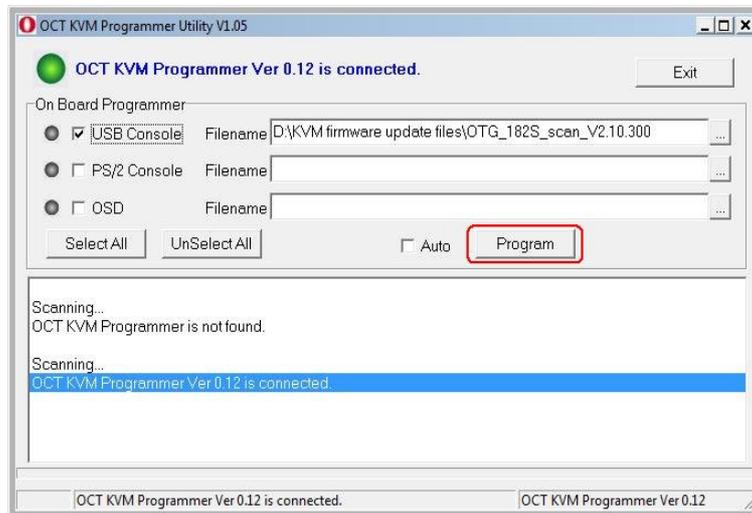 OCT KVM Programmer Utility V1.05
OCT KVM Programmer Ver 0.12 is connected.
Exit
On Board Programmer
USB Console Filename D:\KVM firmware update files\OTG_182S_scan_V2.10.300 ...
PS/2 Console Filename ...
OSD Filename ...
Select All UnSelect All Auto Program
Scanning...
OCT KVM Programmer is not found.
Scanning...
OCT KVM Programmer Ver 0.12 is connected.
OCT KVM Programmer Ver 0.12 is connected. OCT KVM Programmer Ver 0.12